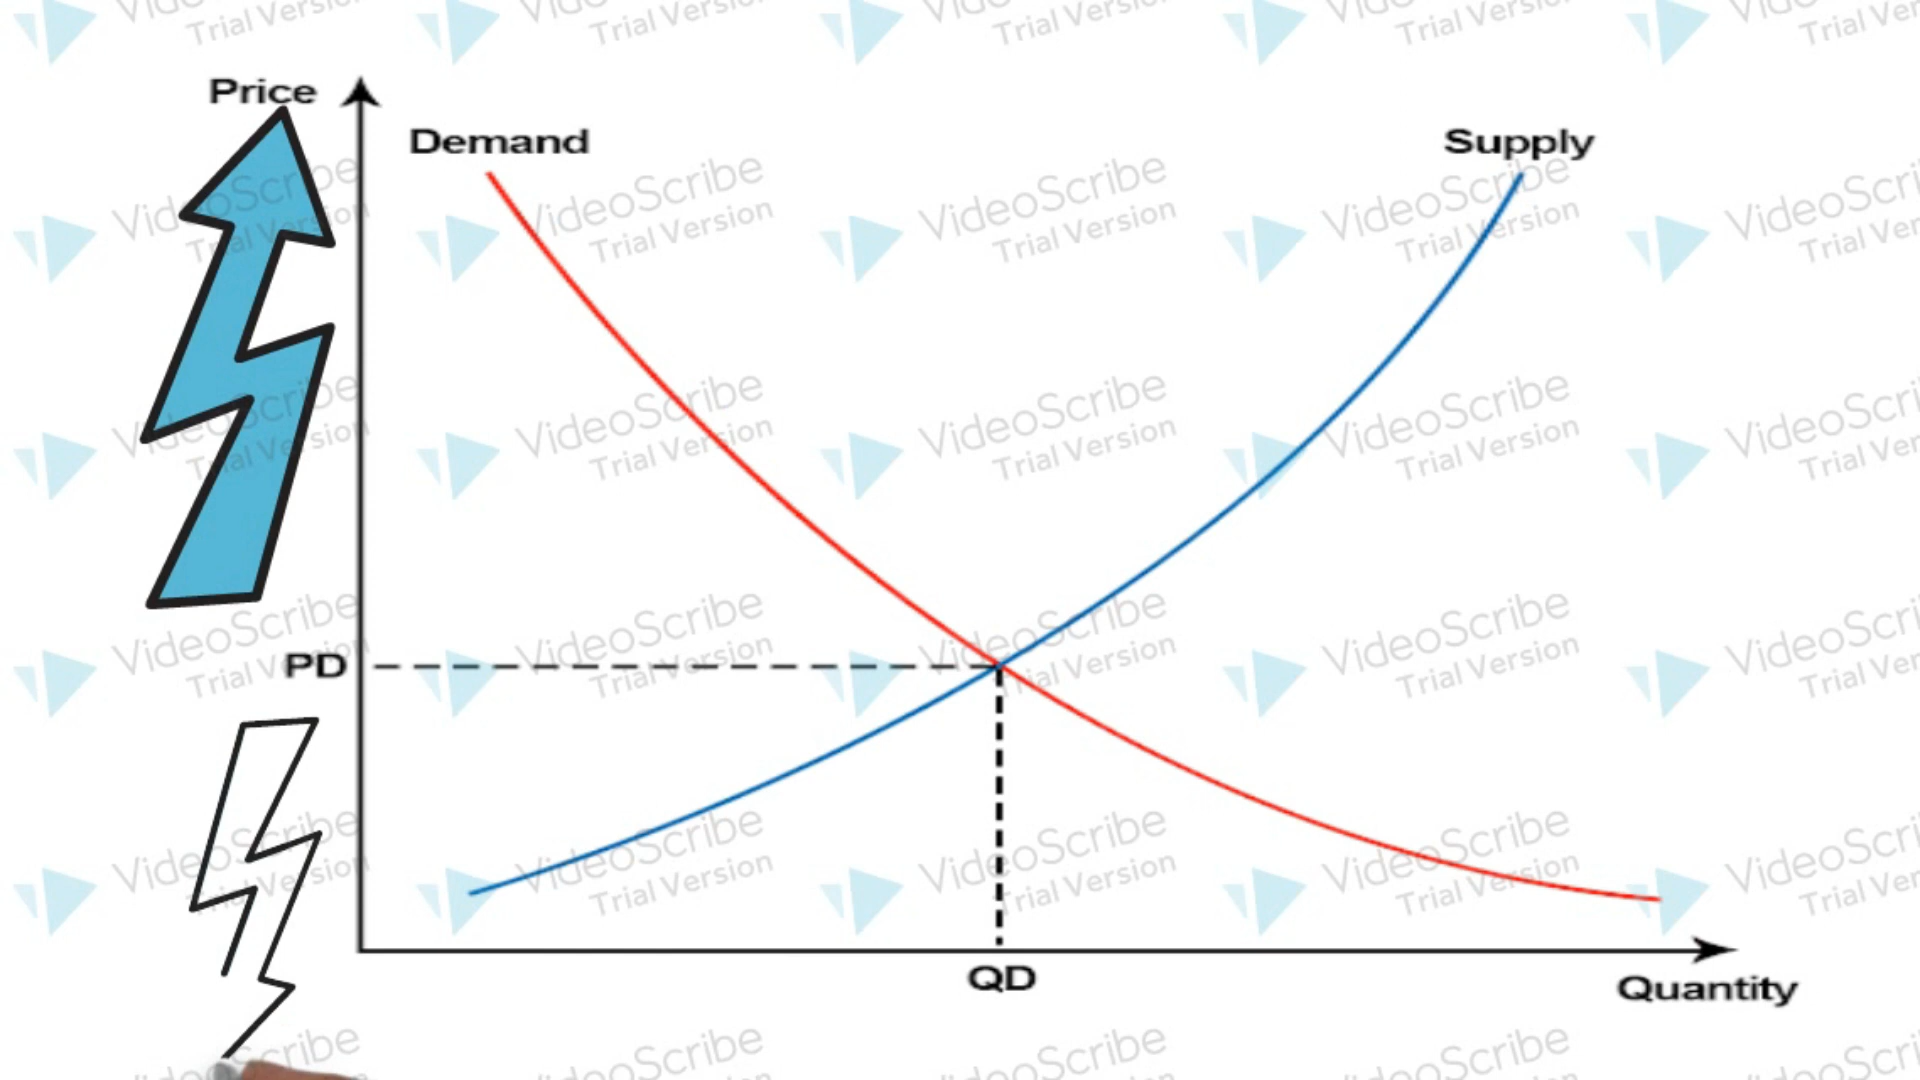 Price
Demand
Supply
PD
QD
Quantity
VideoScribe
Trial Version